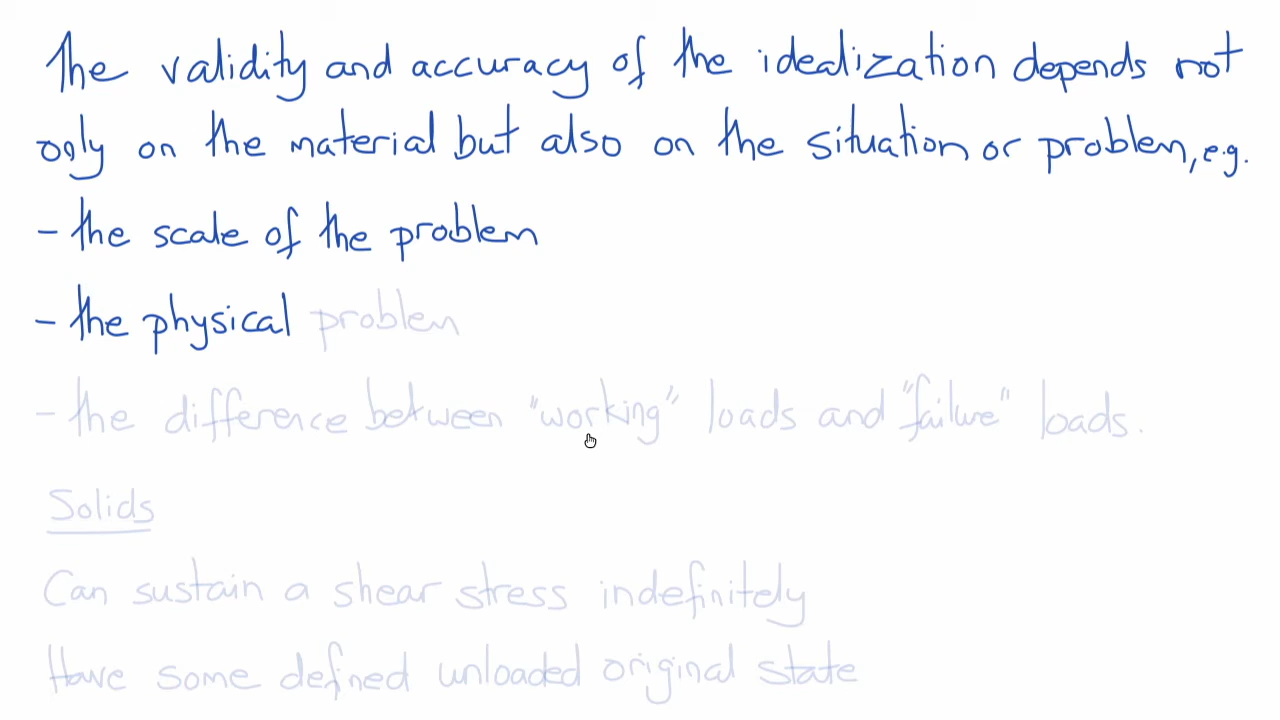 The validity and accuracy of the idealization depends not
only on the material but also on the situation or problem, e.g.
- the scale of the problem
- the physical problem
- the difference between "working" loads and "failure" loads.
Solids
Can sustain a shear stress indefinitely
Have some defined unloaded original state